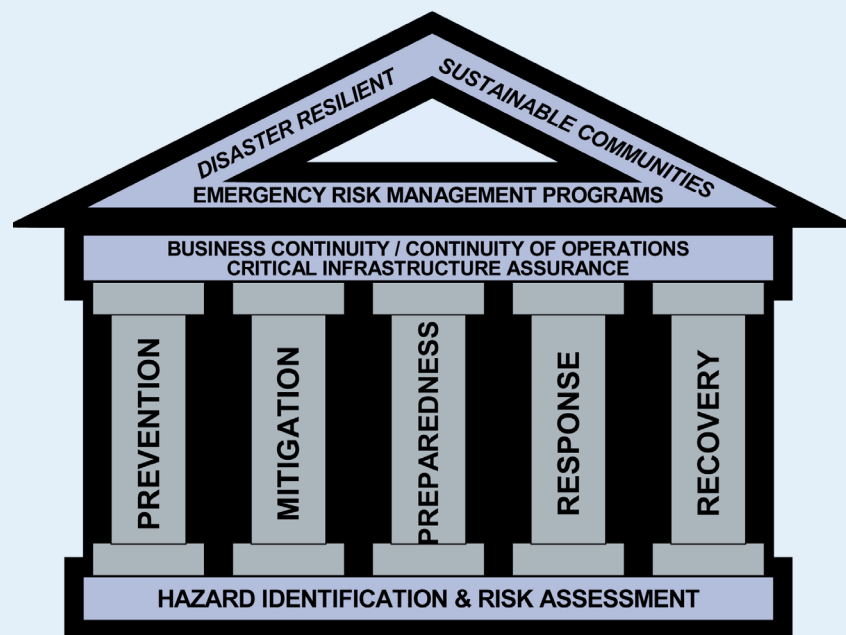 DISASTER RESILIENT
SUSTAINABLE COMMUNITIES
EMERGENCY RISK MANAGEMENT PROGRAMS
BUSINESS CONTINUITY / CONTINUITY OF OPERATIONS
CRITICAL INFRASTRUCTURE ASSURANCE
PREVENTION
MITIGATION
PREPAREDNESS
RESPONSE
RECOVERY
HAZARD IDENTIFICATION & RISK ASSESSMENT